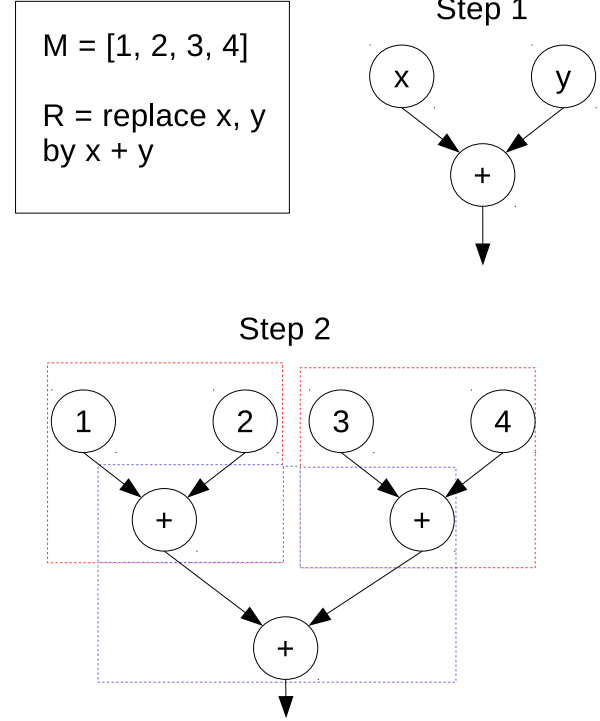 Step 1
M = [1, 2, 3, 4]
R = replace x, y
by x + y
x
y
+
Step 2
1
2
3
4
+
+
+